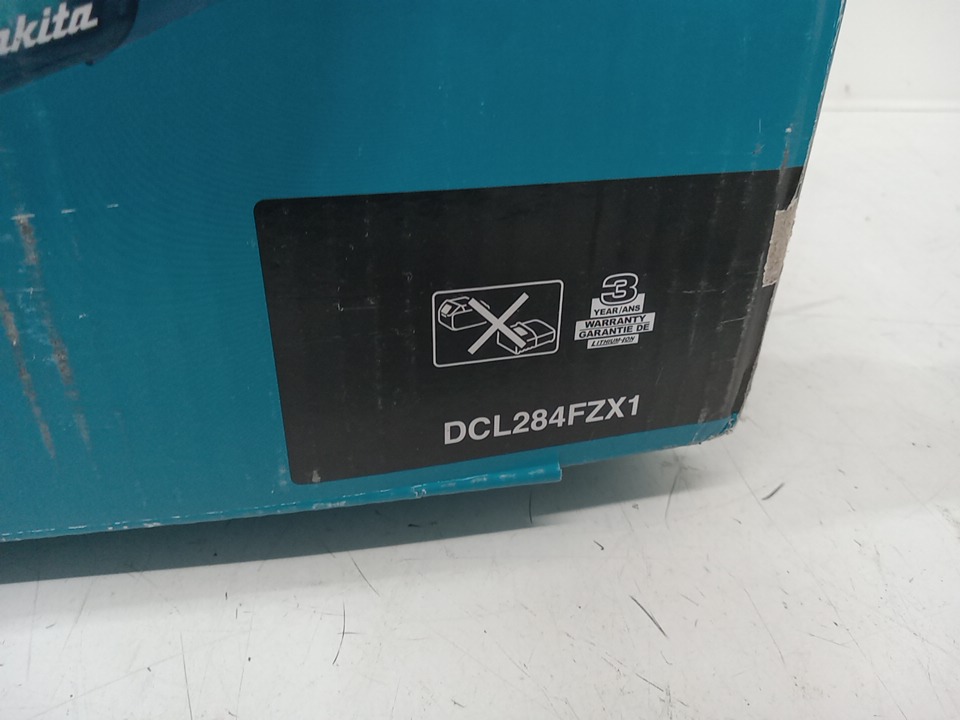 akita
3
YEAR/ANS
WARRANTY
GARANTIE DE
LITHIUM-ION
DCL284FZX1